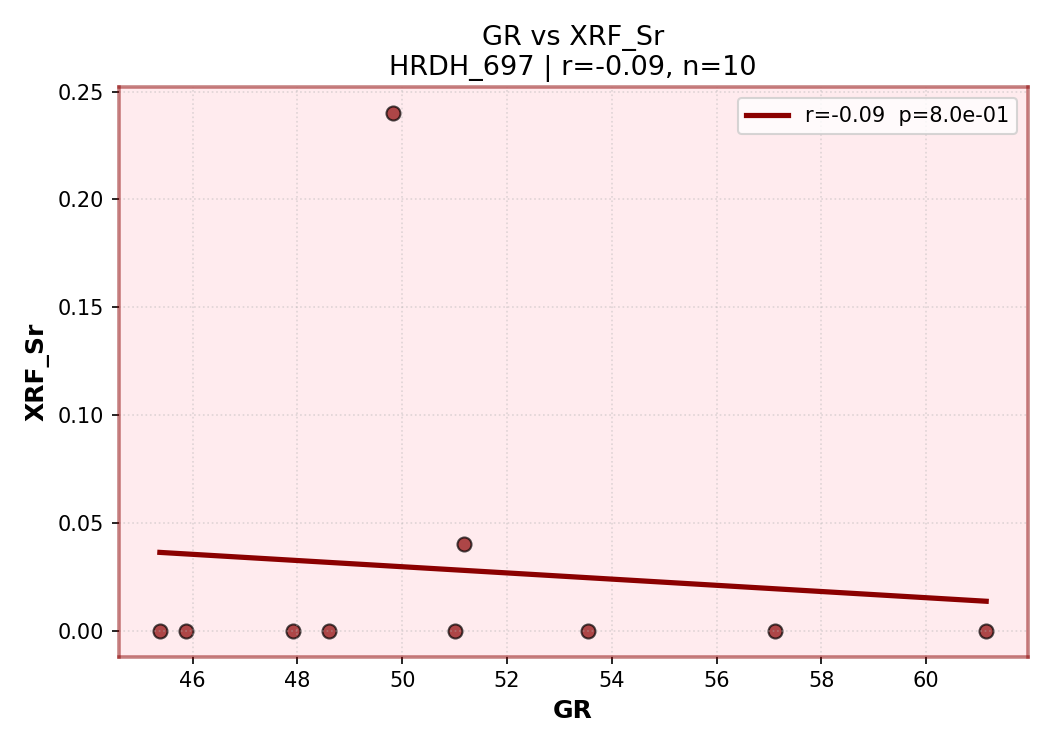 GR vs XRF_Sr
HRDH_697 | r=-0.09, n=10
r=-0.09  p=8.0e-01
0.25
0.20
0.15
0.10
0.05
0.00
XRF_Sr
46 48 50 52 54 56 58 60
GR